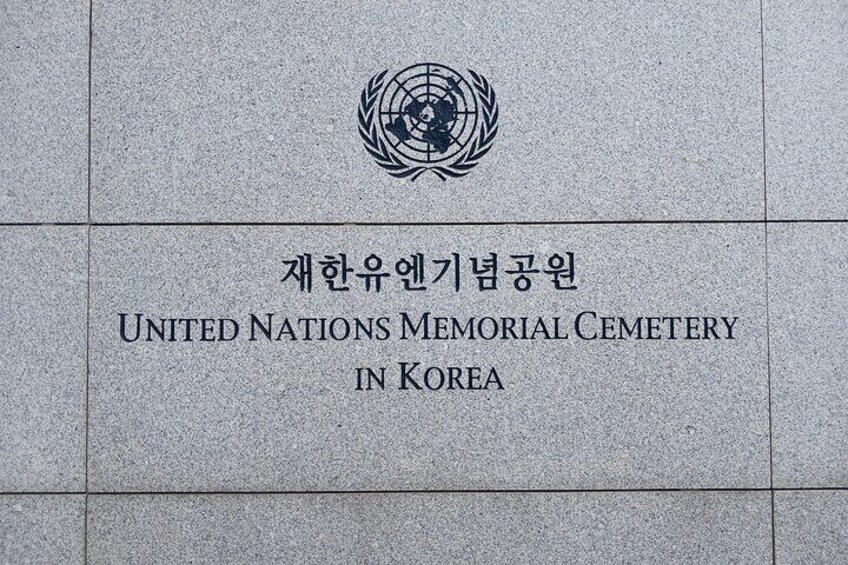 재한유엔기념공원
UNITED NATIONS MEMORIAL CEMETERY
IN KOREA